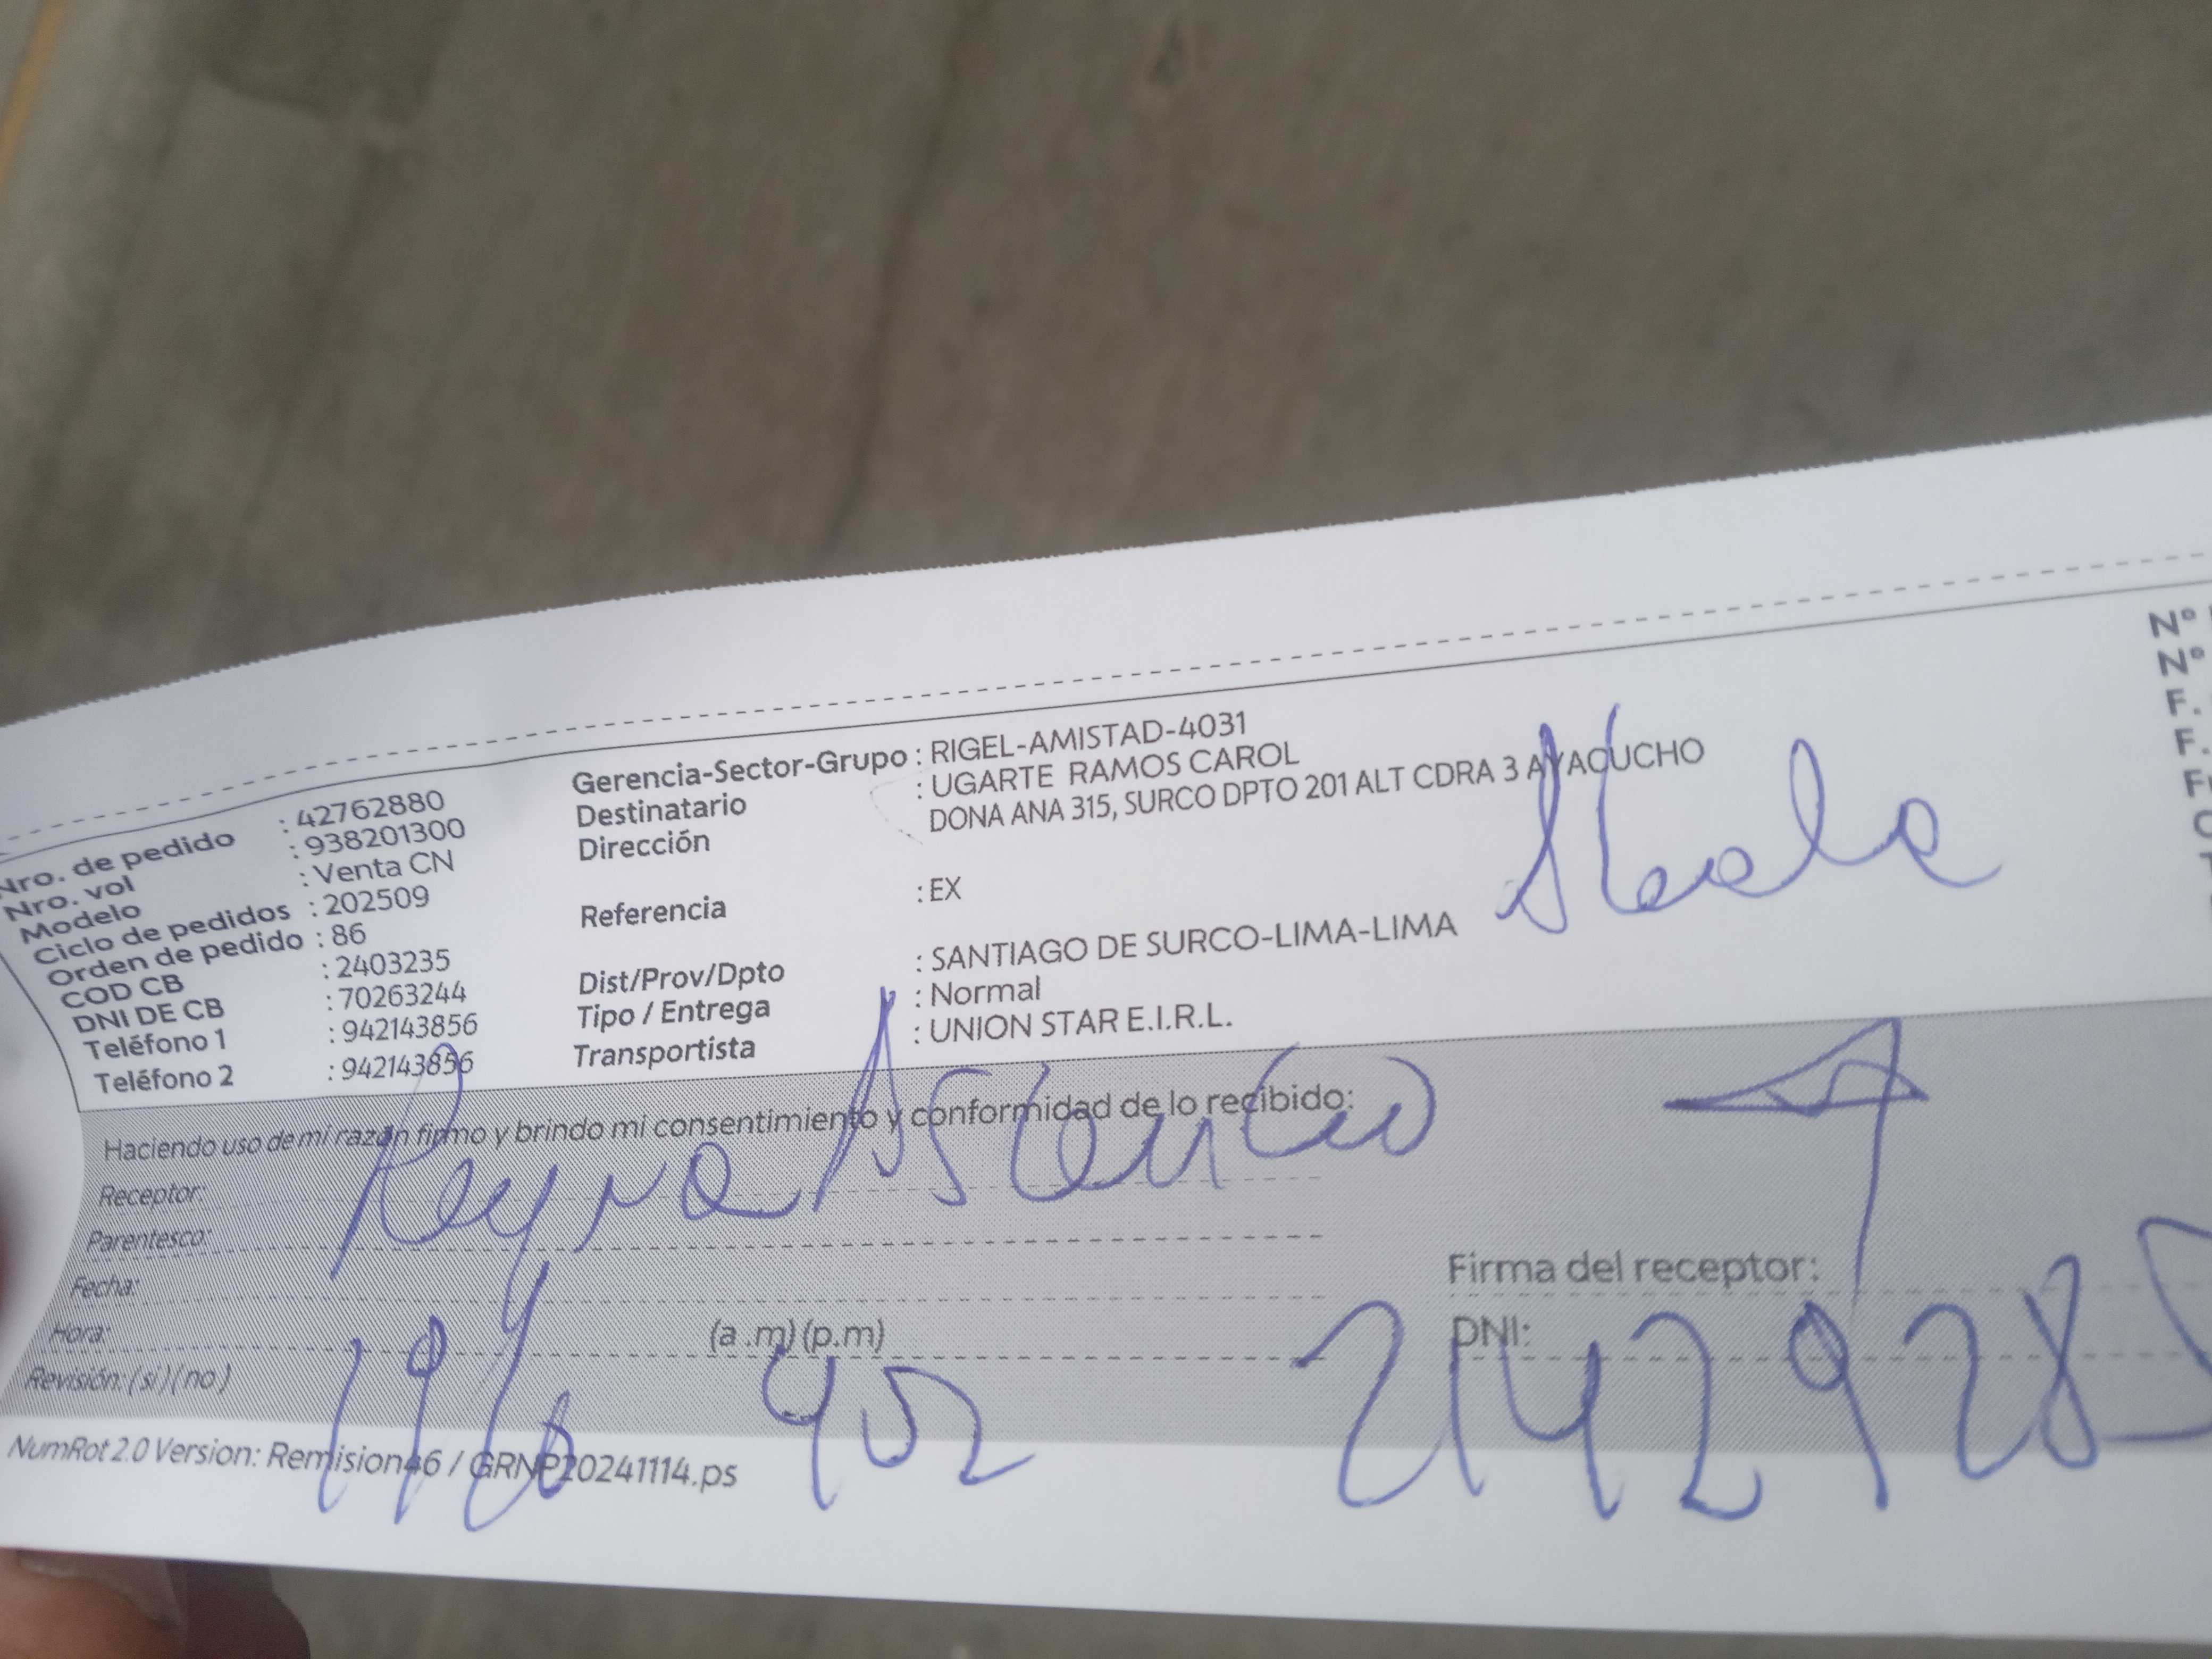 Nro. de pedido : 42762880
Nro. vol : 938201300
Modelo : Venta CN
Ciclo de pedidos : 202509
Orden de pedido : 86
COD CB : 2403235
DNI DE CB : 70263244
Teléfono 1 : 942143856
Teléfono 2 : 942143856
Gerencia-Sector-Grupo : RIGEL-AMISTAD-4031
Destinatario : UGARTE RAMOS CAROL
Dirección DONA ANA 315, SURCO DPTO 201 ALT CDRA 3 AYACUCHO
Referencia : EX
Dist/Prov/Dpto : SANTIAGO DE SURCO-LIMA-LIMA
Tipo / Entrega : Normal
Transportista : UNION STAR E.I.R.L.
N°
N°
F.
F.
Haciendo uso de mi razón firmo y brindo mi consentimiento y conformidad de lo recibido:
Receptor: Reyna
Parentesco:
Fecha:
Hora: (a .m) (p.m)
Revisión: (si) (no)
Firma del receptor:
DNI: 2142928
NumRot 2.0 Version: Remision46 / GRNP20241114.ps